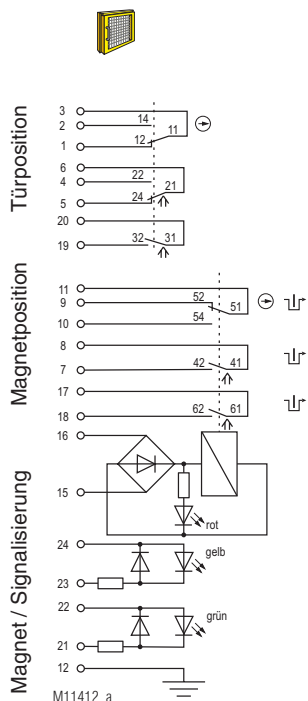 Türposition
3
2 14
11
1 12
6
4 22
21
5 24
20
19 32 31
Magnetposition
11
9 52 51
10 54
8
7 42 41
17
18 62 61
Magnet / Signalisierung
16
15
rot
24
gelb
23
22
grün
21
12
M11412_a